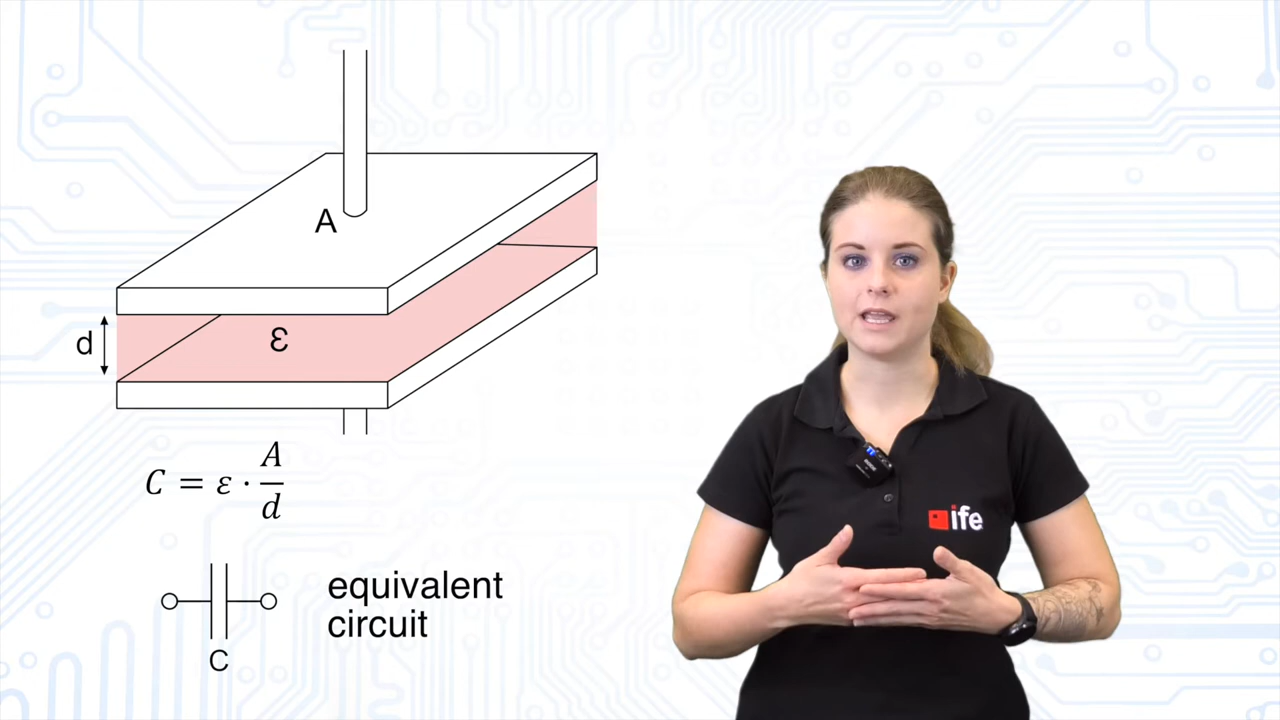 A
d
ε
C = ε · A/d
C
equivalent
circuit
ife